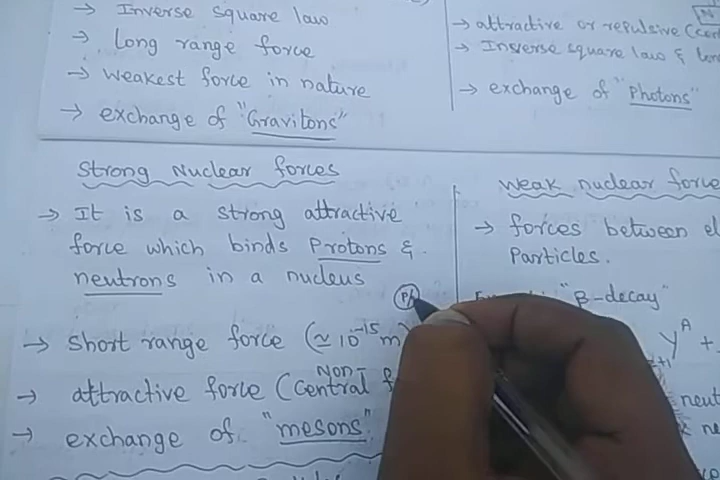 → Inverse square law
→ Long range force
→ weakest force in nature
→ exchange of "Gravitons"
→ attractive or repulsive
→ Inverse square law &
→ exchange of "Photons"
Strong Nuclear forces
→ It is a strong attractive
force which binds Protons &
neutrons in a nucleus
→ short range force (≃ 10⁻¹⁵ m
→ attractive force (Non-central
→ exchange of "mesons"
weak nuclear force
→ forces between
Particles.
"β-decay"
Y^A +